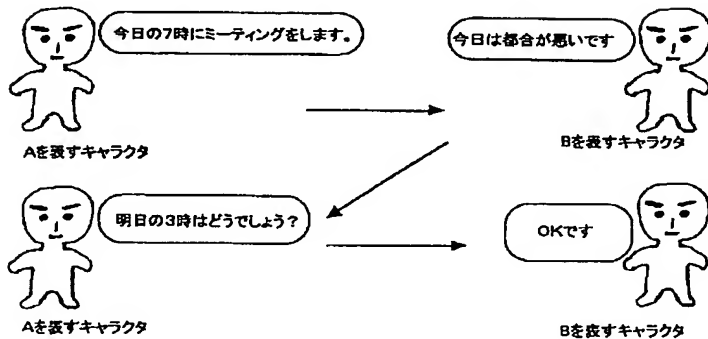 今日の7時にミーティングをします。
今日は都合が悪いです
Aを表すキャラクタ
Bを表すキャラクタ
明日の3時はどうでしょう?
OKです
Aを表すキャラクタ
Bを表すキャラクタ